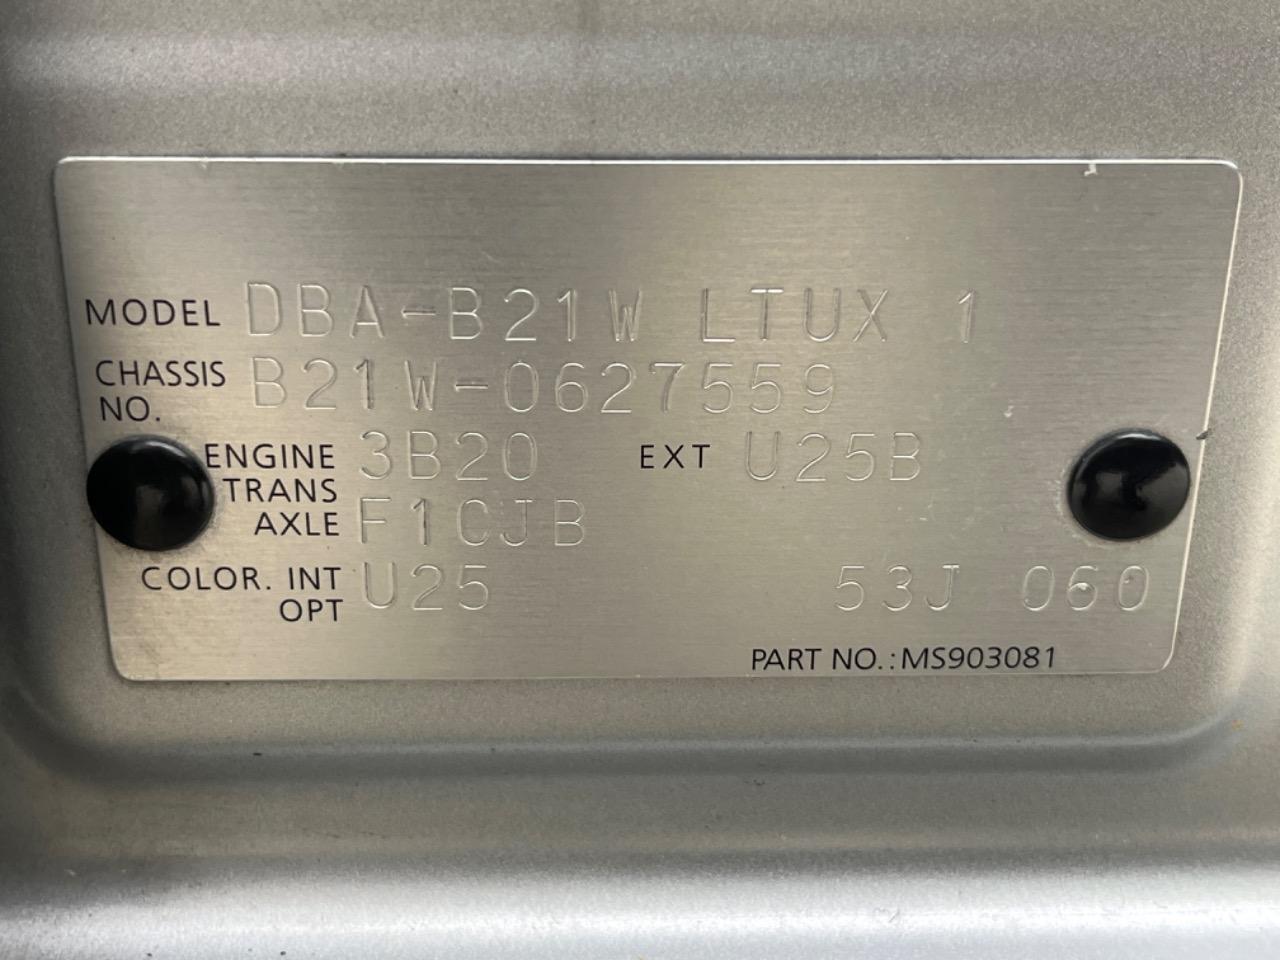 MODEL DBA-B21W LTUX 1
CHASSIS NO. B21W-0627559
ENGINE 3B20 EXT U25B
TRANS AXLE F1CJB
COLOR. INT OPT U25 53J 060
PART NO.: MS903081